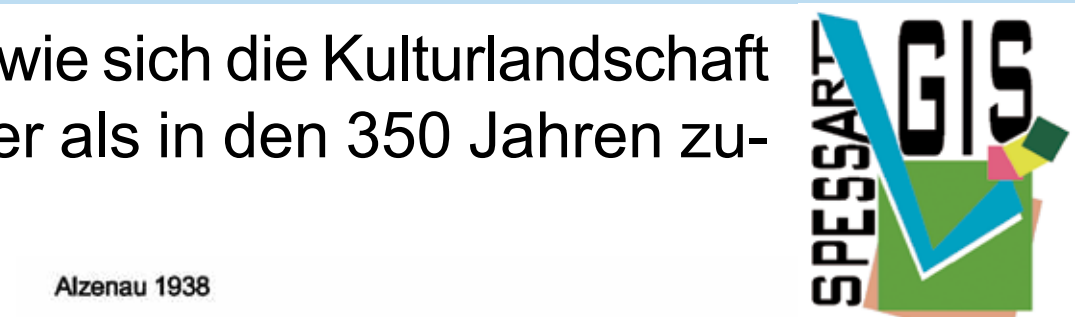 wie sich die Kulturlandschaft
er als in den 350 Jahren zu-
SPESSART
GIS
Alzenau 1938